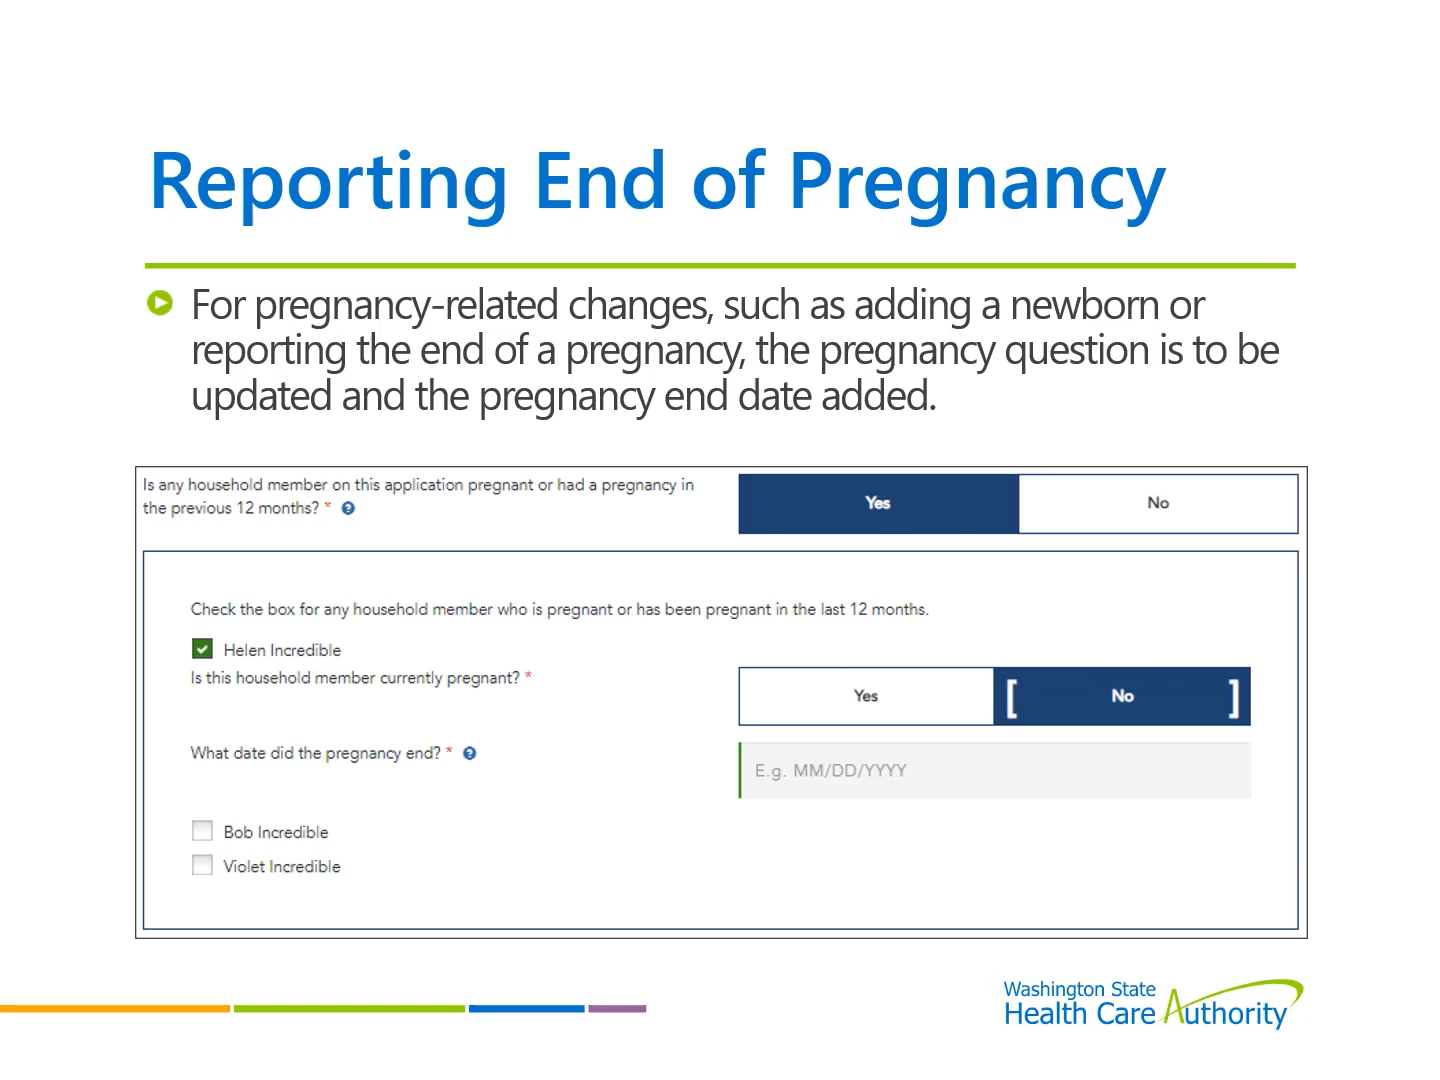 Reporting End of Pregnancy
For pregnancy-related changes, such as adding a newborn or
reporting the end of a pregnancy, the pregnancy question is to be
updated and the pregnancy end date added.
Is any household member on this application pregnant or had a pregnancy in
the previous 12 months? *
Yes
No
Check the box for any household member who is pregnant or has been pregnant in the last 12 months.
Helen Incredible
Is this household member currently pregnant? *
Yes
[ No ]
What date did the pregnancy end? *
E.g. MM/DD/YYYY
Bob Incredible
Violet Incredible
Washington State
Health Care Authority